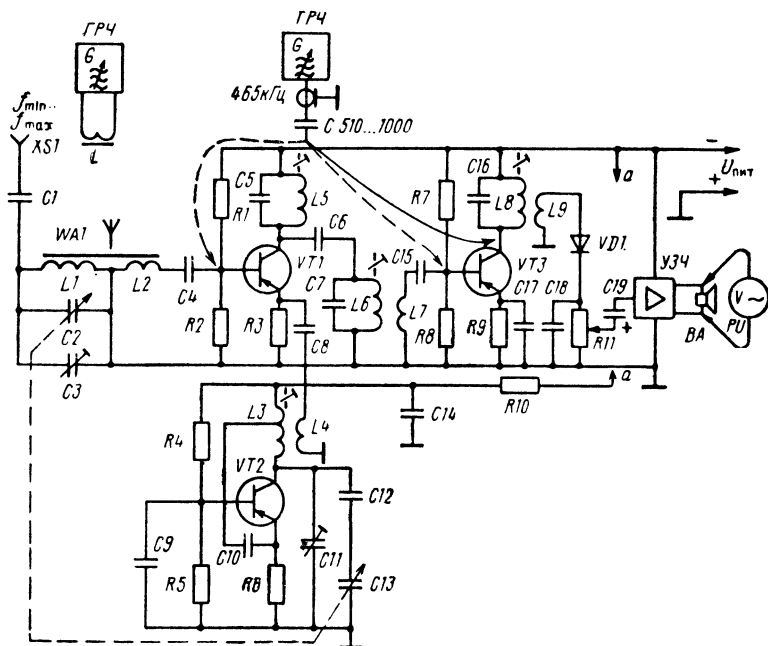 ГРЧ
G
ГРЧ
G
465кГц
C 510...1000
fmin..
fmax
XS1
L
C1
WA1
L1
L2
C2
C3
C4
R1
R2
C5
L5
VT1
R3
C6
C7
L6
C8
C15
L7
R7
R8
C16
L8
L9
VT3
R9
C17
C18
VD1
R11
C19
+
УЗЧ
BA
V
PU
−
Uпит
+
a
a
R10
C14
L3
L4
R4
VT2
C9
R5
C10
R6
C11
C12
C13